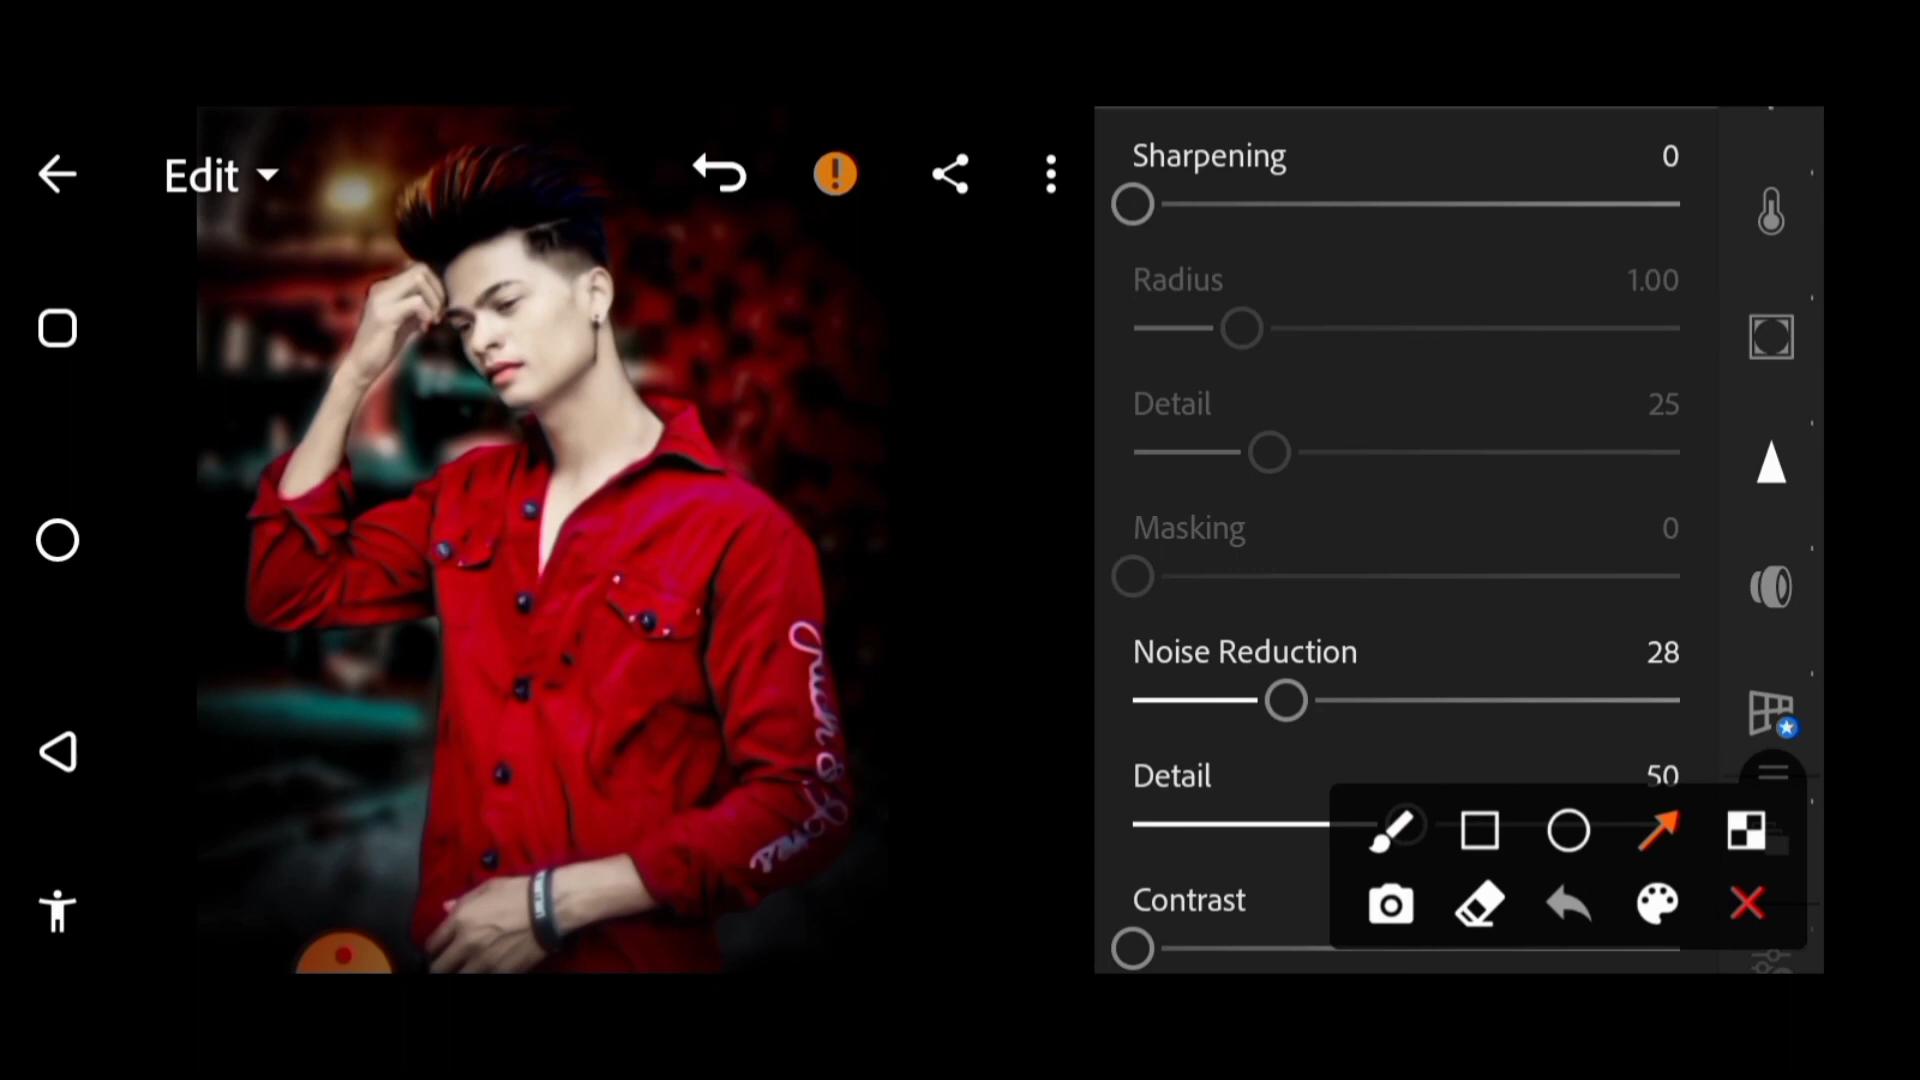 Edit
Sharpening 0
Radius 1.00
Detail 25
Masking 0
Noise Reduction 28
Detail 50
Contrast